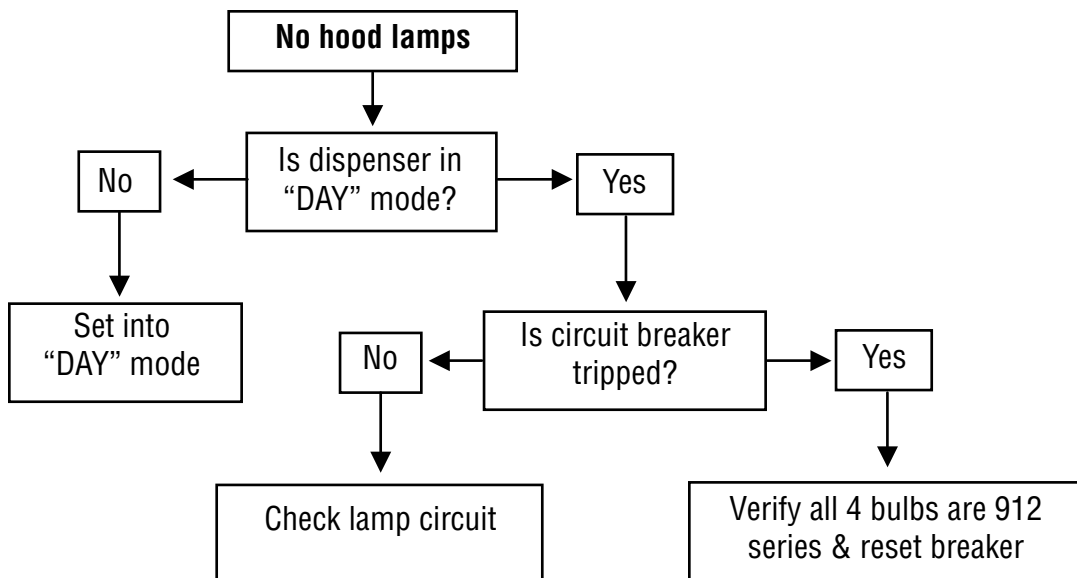 No hood lamps
Is dispenser in
“DAY” mode?
No
Yes
Set into
“DAY” mode
Is circuit breaker
tripped?
No
Yes
Check lamp circuit
Verify all 4 bulbs are 912
series & reset breaker